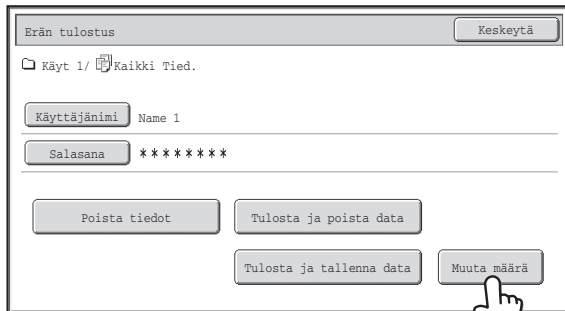 Erän tulostus Keskeytä
Käyt 1/ Kaikki Tied.
Käyttäjänimi Name 1
Salasana ********
Poista tiedot Tulosta ja poista data
Tulosta ja tallenna data Muuta määrä